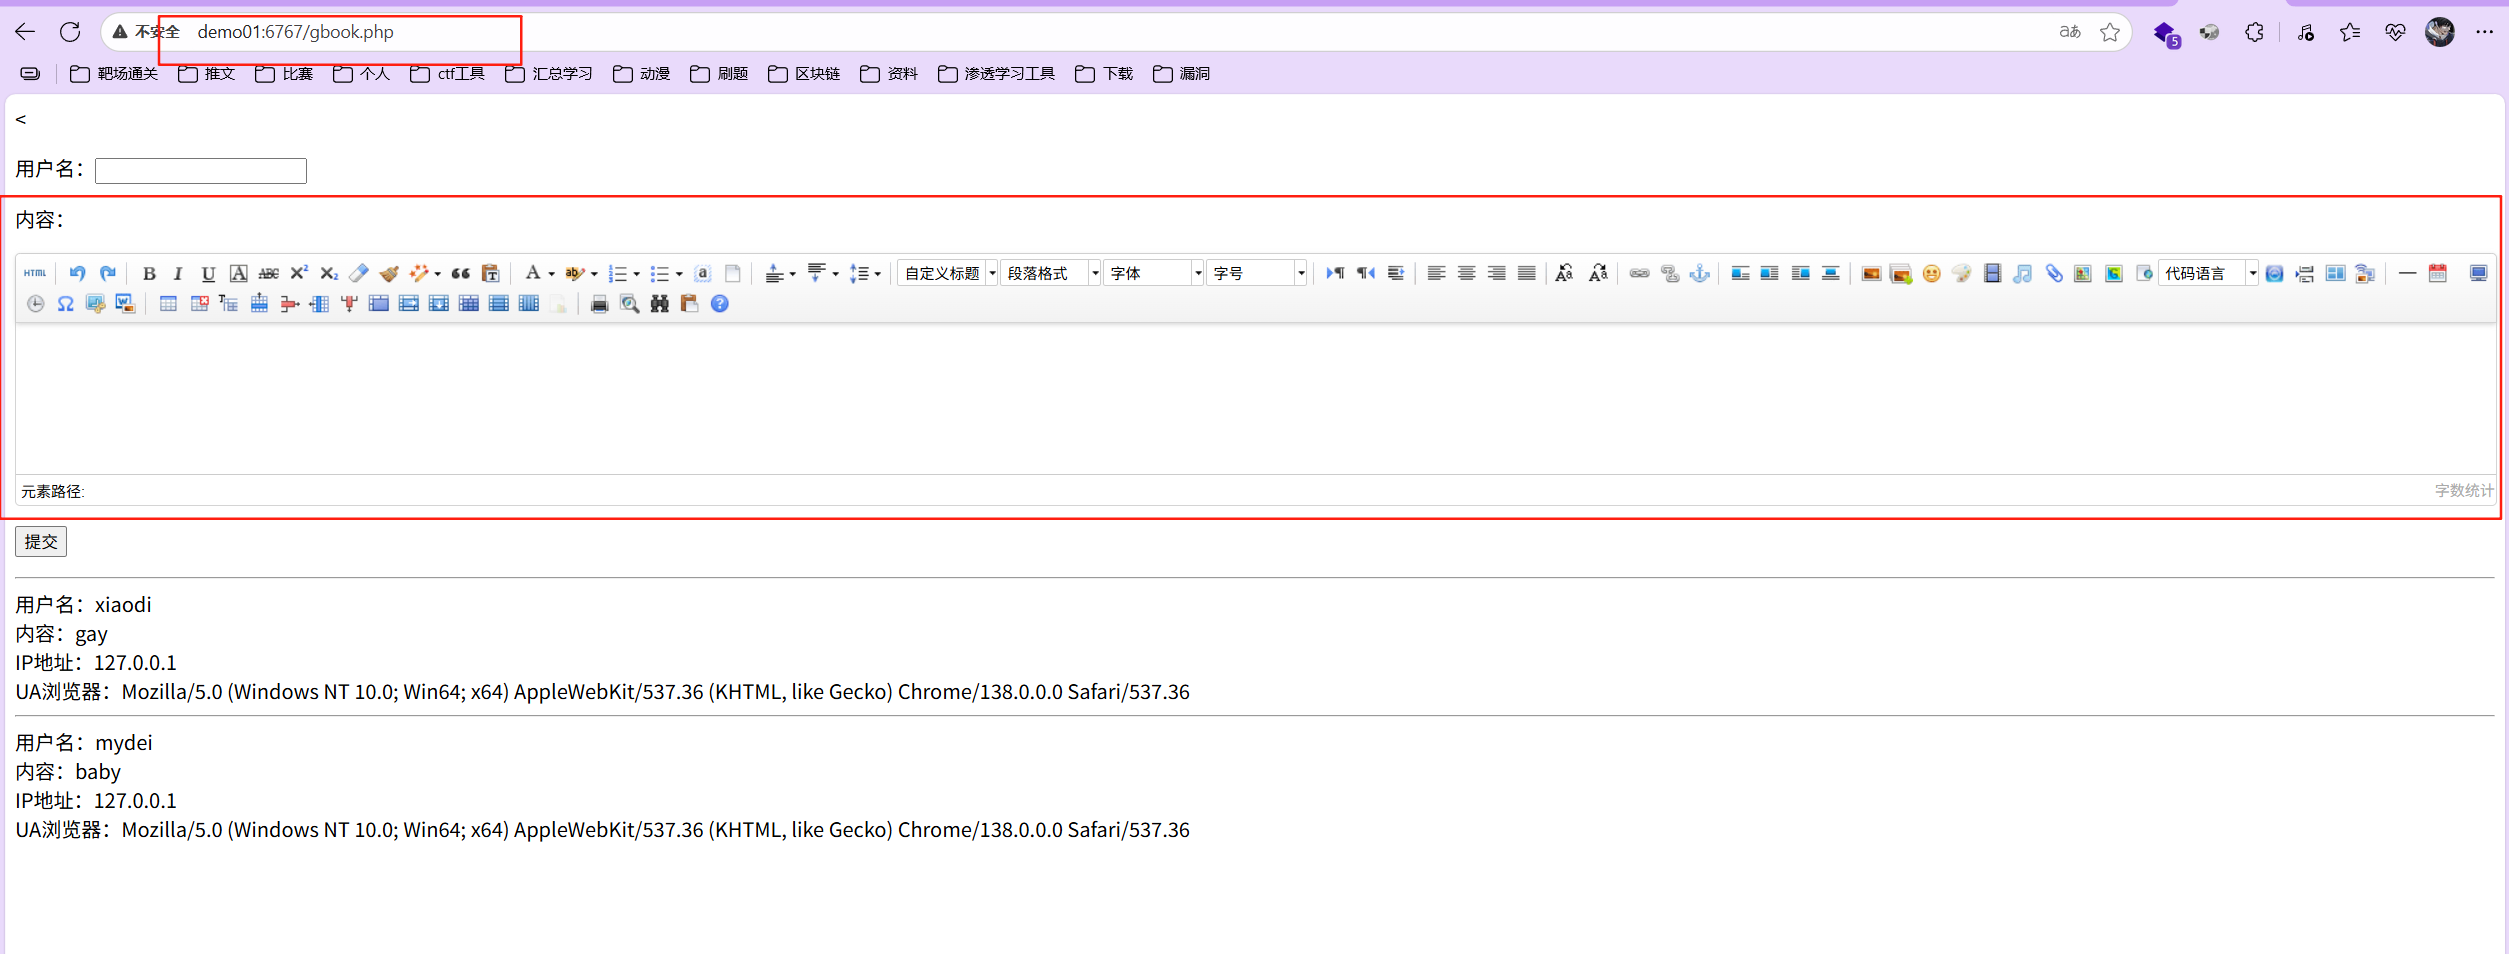 不安全 demo01:6767/gbook.php aあ 5
靶场通关 推文 比赛 个人 ctf工具 汇总学习 动漫 刷题 区块链 资料 渗透学习工具 下载 漏洞
<
用户名：
内容：
HTML B I U A ABC X² X₂ 自定义标题 段落格式 字体 字号 代码语言
元素路径: 字数统计
提交
用户名：xiaodi
内容：gay
IP地址：127.0.0.1
UA浏览器：Mozilla/5.0 (Windows NT 10.0; Win64; x64) AppleWebKit/537.36 (KHTML, like Gecko) Chrome/138.0.0.0 Safari/537.36
用户名：mydei
内容：baby
IP地址：127.0.0.1
UA浏览器：Mozilla/5.0 (Windows NT 10.0; Win64; x64) AppleWebKit/537.36 (KHTML, like Gecko) Chrome/138.0.0.0 Safari/537.36